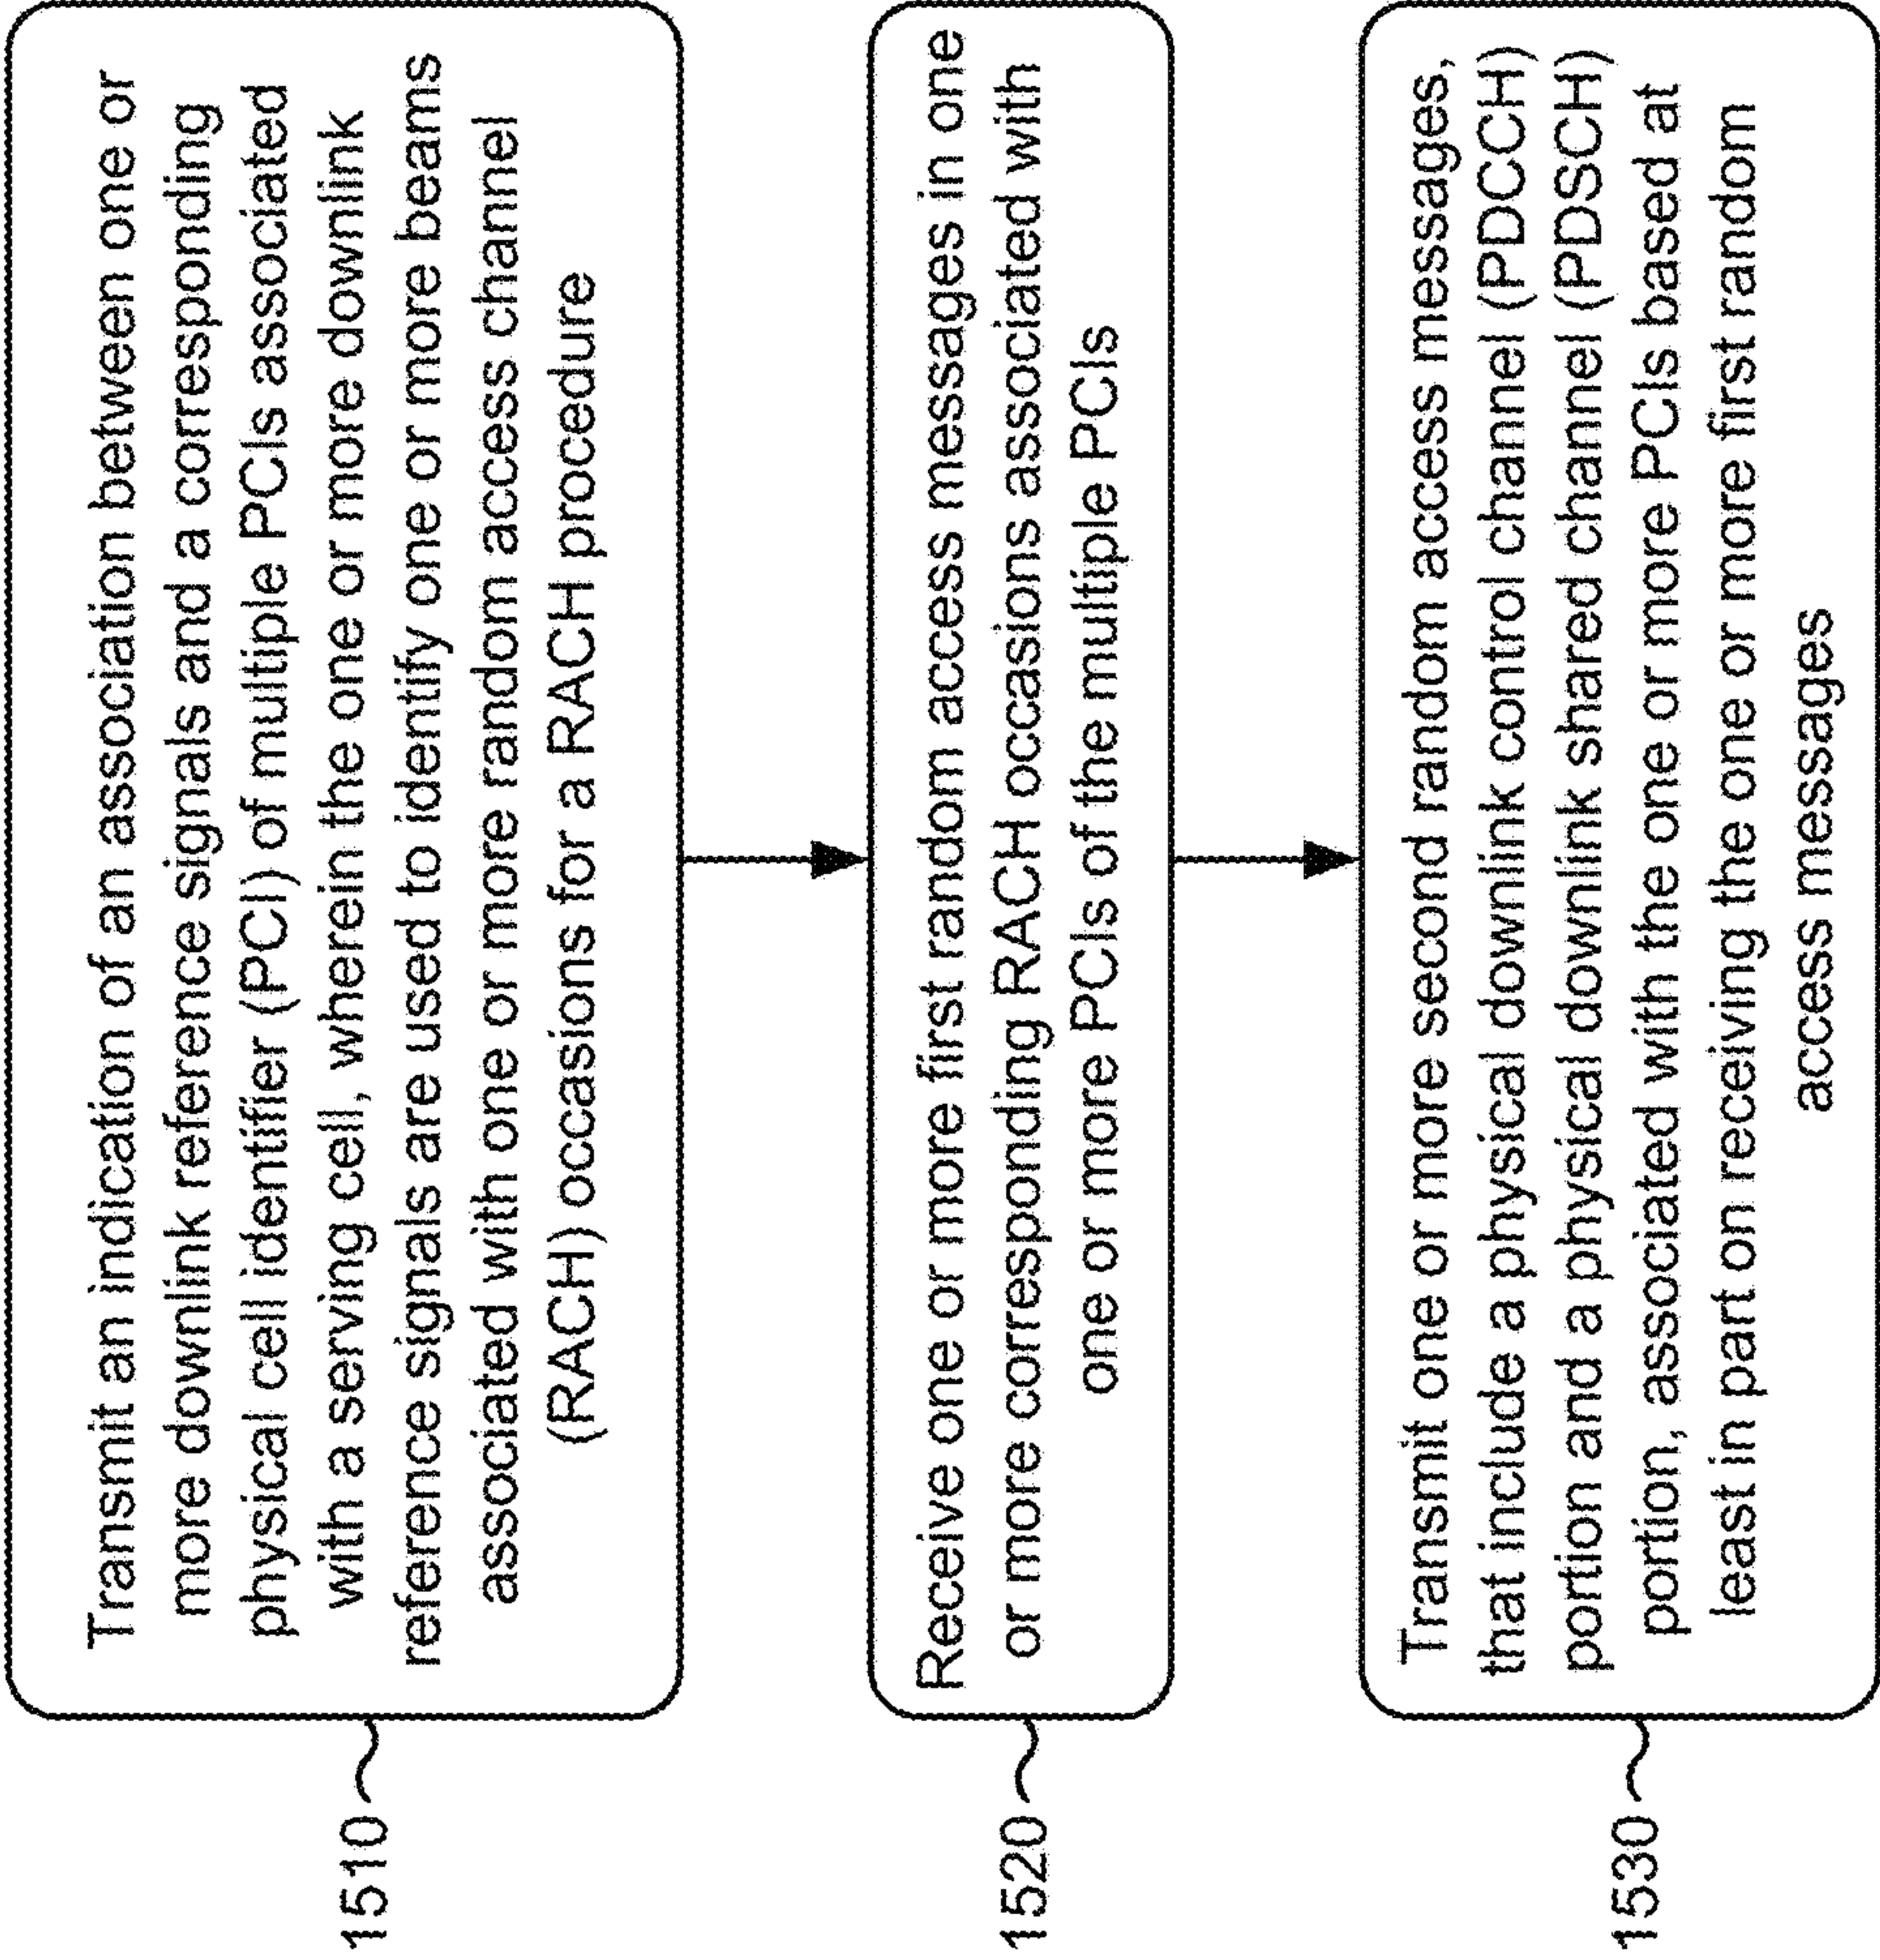 1510
Transmit an indication of an association between one or
more downlink reference signals and a corresponding
physical cell identifier (PCI) of multiple PCIs associated
with a serving cell, wherein the one or more downlink
reference signals are used to identify one or more beams
associated with one or more random access channel
(RACH) occasions for a RACH procedure
1520
Receive one or more first random access messages in one
or more corresponding RACH occasions associated with
one or more PCIs of the multiple PCIs
1530
Transmit one or more second random access messages,
that include a physical downlink control channel (PDCCH)
portion and a physical downlink shared channel (PDSCH)
portion, associated with the one or more PCIs based at
least in part on receiving the one or more first random
access messages